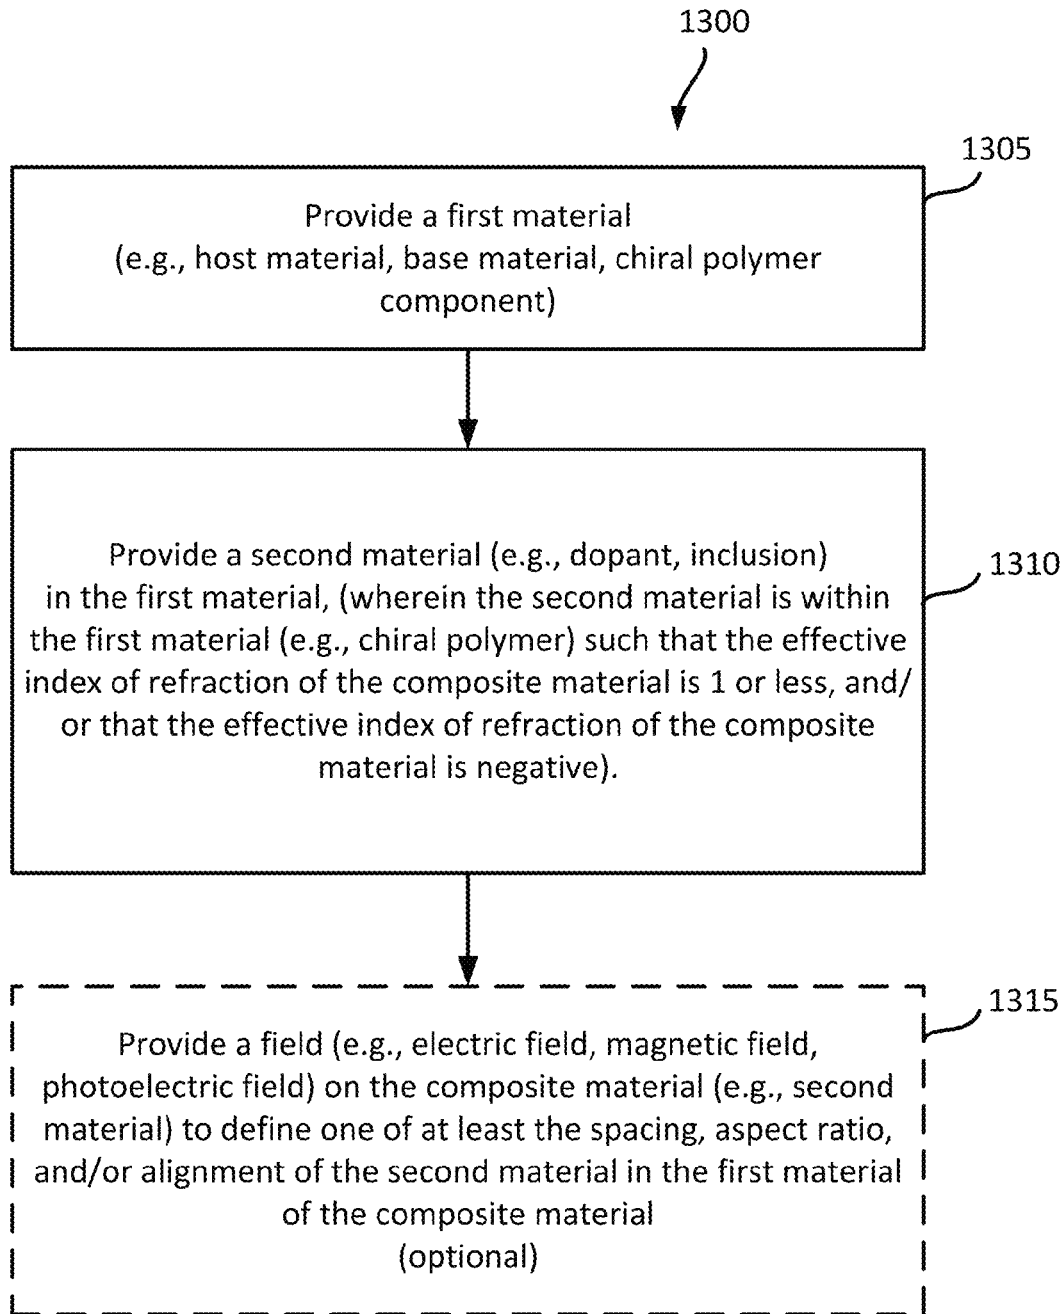 1300
1305
Provide a first material
(e.g., host material, base material, chiral polymer
component)
1310
Provide a second material (e.g., dopant, inclusion)
in the first material, (wherein the second material is within
the first material (e.g., chiral polymer) such that the effective
index of refraction of the composite material is 1 or less, and/
or that the effective index of refraction of the composite
material is negative).
1315
Provide a field (e.g., electric field, magnetic field,
photoelectric field) on the composite material (e.g., second
material) to define one of at least the spacing, aspect ratio,
and/or alignment of the second material in the first material
of the composite material
(optional)